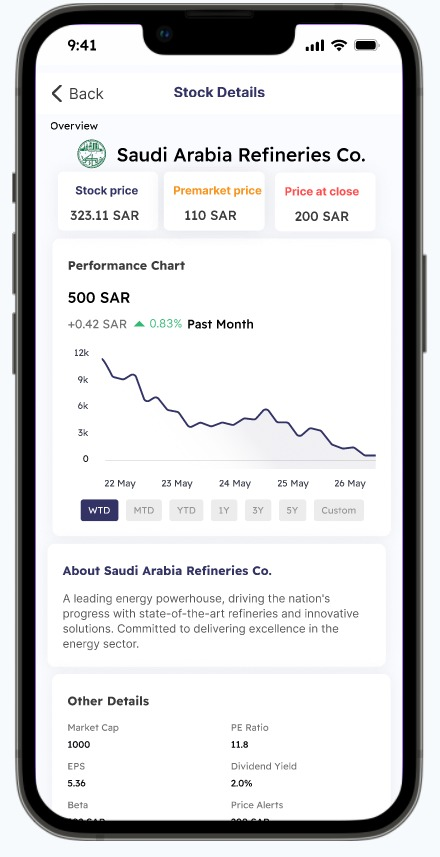 9:41
Back
Stock Details
Overview
Saudi Arabia Refineries Co.
Stock price
Premarket price
Price at close
323.11 SAR
110 SAR
200 SAR
Performance Chart
500 SAR
+0.42 SAR 0.83% Past Month
12k
9k
6k
3k
0
22 May 23 May 24 May 25 May 26 May
WTD MTD YTD 1Y 3Y 5Y Custom
About Saudi Arabia Refineries Co.
A leading energy powerhouse, driving the nation's
progress with state-of-the-art refineries and innovative
solutions. Committed to delivering excellence in the
energy sector.
Other Details
Market Cap PE Ratio
1000 11.8
EPS Dividend Yield
5.36 2.0%
Beta Price Alerts